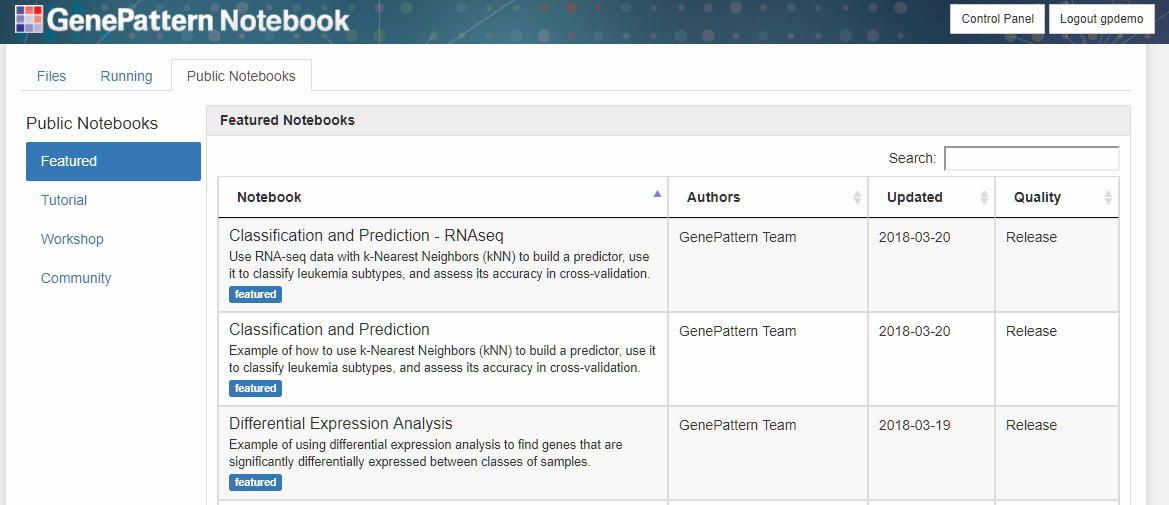 GenePattern Notebook
Control Panel
Logout gpdemo
Files
Running
Public Notebooks
Public Notebooks
Featured
Tutorial
Workshop
Community
Featured Notebooks
Search:
Notebook
Authors
Updated
Quality
Classification and Prediction - RNAseq
Use RNA-seq data with k-Nearest Neighbors (kNN) to build a predictor, use
it to classify leukemia subtypes, and assess its accuracy in cross-validation.
featured
GenePattern Team
2018-03-20
Release
Classification and Prediction
Example of how to use k-Nearest Neighbors (kNN) to build a predictor, use it
to classify leukemia subtypes, and assess its accuracy in cross-validation.
featured
GenePattern Team
2018-03-20
Release
Differential Expression Analysis
Example of using differential expression analysis to find genes that are
significantly differentially expressed between classes of samples.
featured
GenePattern Team
2018-03-19
Release